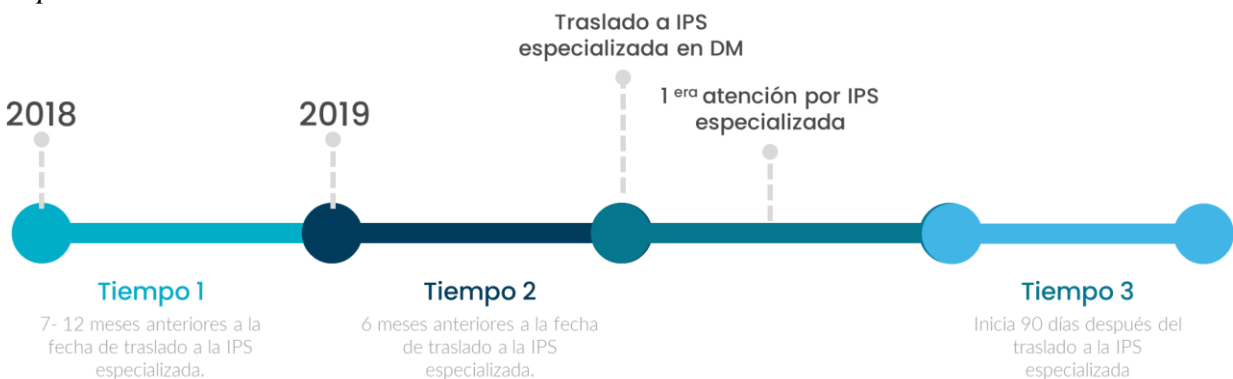 Traslado a IPS
especializada en DM
1 era atención por IPS
especializada
2018
2019
Tiempo 1
7- 12 meses anteriores a la
fecha de traslado a la IPS
especializada.
Tiempo 2
6 meses anteriores a la fecha
de traslado a la IPS
especializada.
Tiempo 3
Inicia 90 días después del
traslado a la IPS
especializada